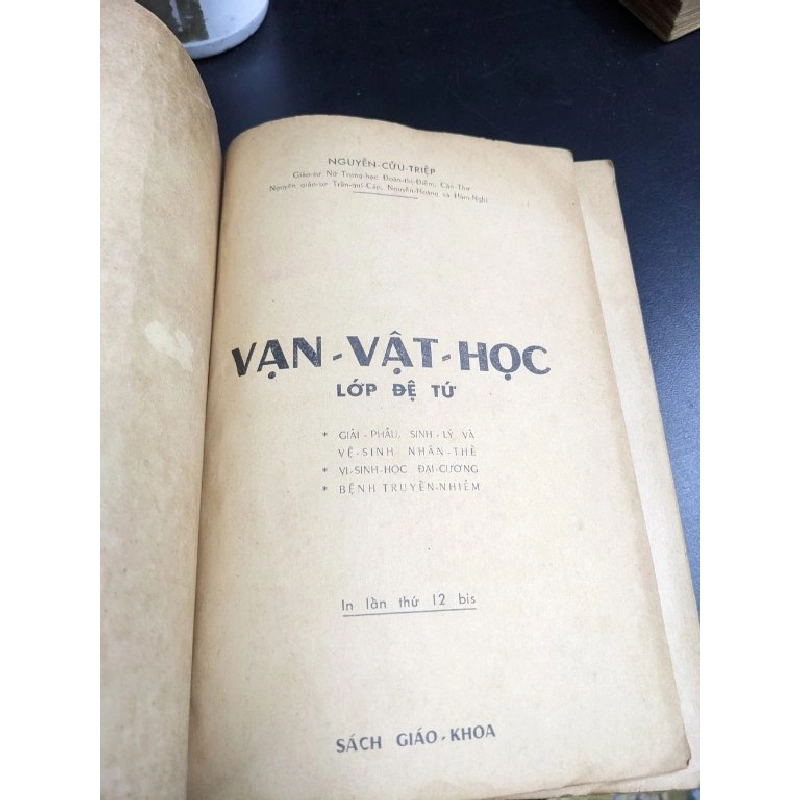 NGUYỄN-CỬU-TRIỆP
Giáo-sư Nữ Trung-học Đoàn-thị-Điểm, Cần-Thơ
Nguyên giáo-sư Trần-quí-Cáp, Nguyễn-Hoàng và Hàm-Nghi
VẠN-VẬT-HỌC
LỚP ĐỆ TỨ
* GIẢI-PHẪU, SINH-LÝ VÀ
VỆ-SINH NHÂN-THỂ
* VI-SINH-HỌC ĐẠI-CƯƠNG
* BỆNH TRUYỀN-NHIỄM
In lần thứ 12 bis
SÁCH GIÁO-KHOA